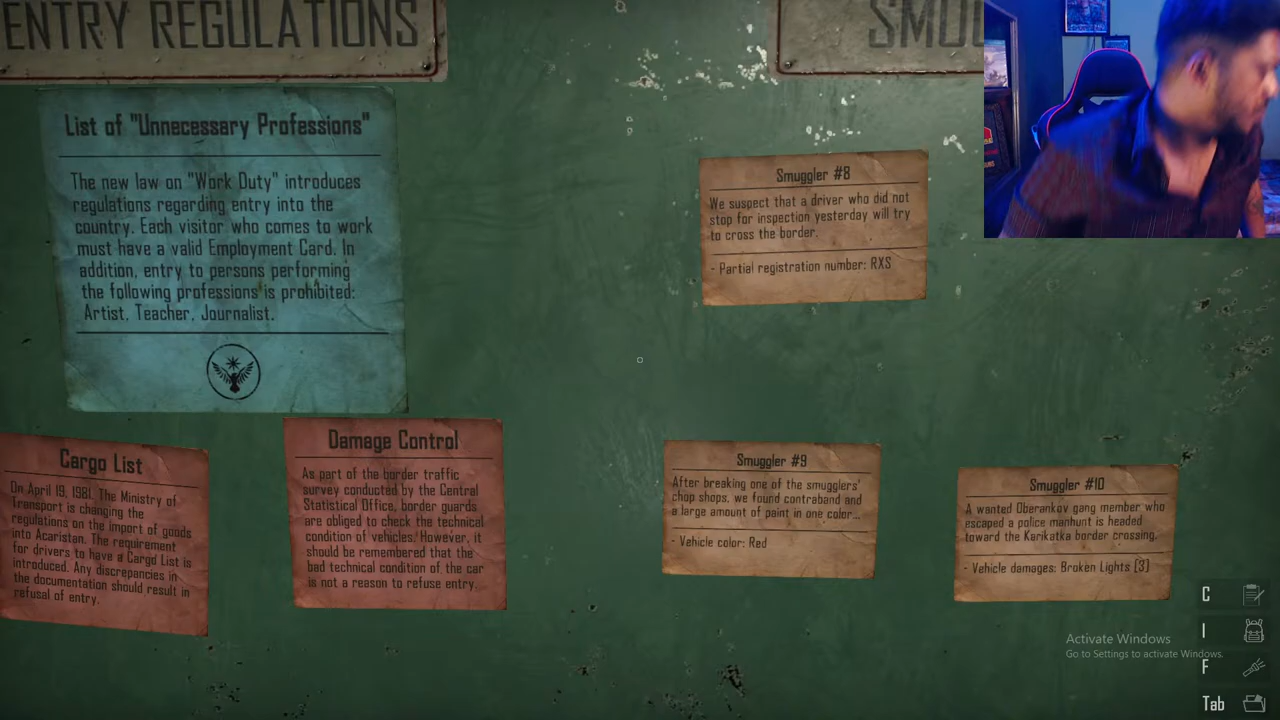 ENTRY REGULATIONS
List of "Unnecessary Professions"
The new law on "Work Duty" introduces
regulations regarding entry into the
country. Each visitor who comes to work
must have a valid Employment Card. In
addition, entry to persons performing
the following professions is prohibited:
Artist, Teacher, Journalist.
Cargo List
On April 19, 1981, The Ministry of
Transport is changing the
regulations on the import of goods
into Acaristan. The requirement
for drivers to have a Cargo List is
introduced. Any discrepancies in
the documentation should result in
refusal of entry.
Damage Control
As part of the border traffic
survey conducted by the Central
Statistical Office, border guards
are obliged to check the technical
condition of vehicles. However, it
should be remembered that the
bad technical condition of the car
is not a reason to refuse entry.
Smuggler #8
We suspect that a driver who did not
stop for inspection yesterday will try
to cross the border.
- Partial registration number: RXS
Smuggler #9
After breaking one of the smugglers'
chop shops, we found contraband and
a large amount of paint in one color...
- Vehicle color: Red
Smuggler #10
A wanted Oberankov gang member who
escaped a police manhunt is headed
toward the Karikatka border crossing.
- Vehicle damages: Broken Lights [3]
C
I
F
Tab
Activate Windows
Go to Settings to activate Windows.